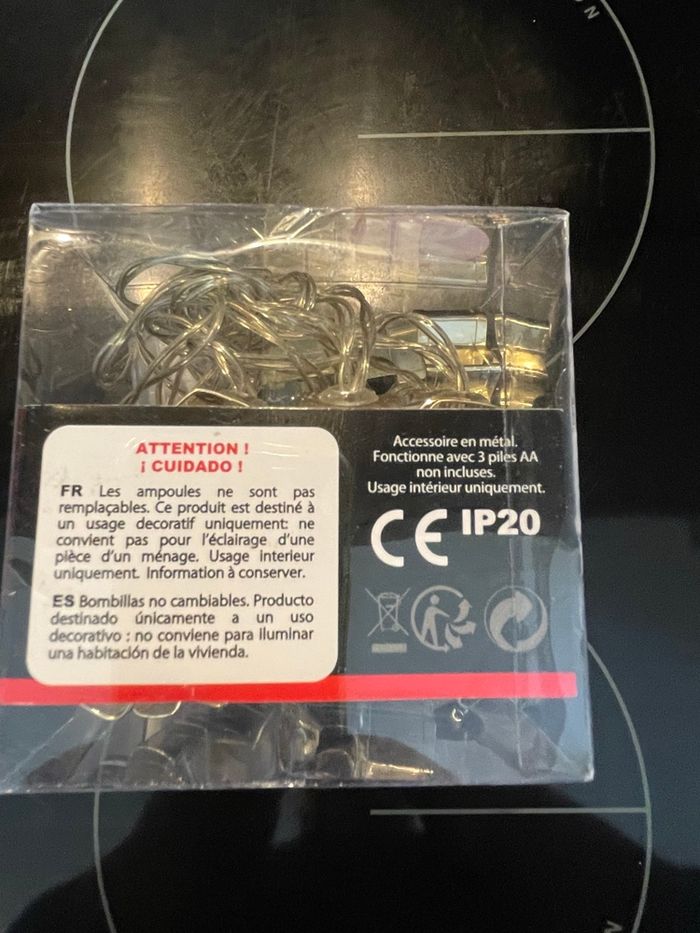 ATTENTION !
¡ CUIDADO !
FR Les ampoules ne sont pas
remplaçables. Ce produit est destiné à
un usage decoratif uniquement: ne
convient pas pour l'éclairage d'une
pièce d'un ménage. Usage interieur
uniquement. Information à conserver.
ES Bombillas no cambiables. Producto
destinado únicamente a un uso
decorativo : no conviene para iluminar
una habitación de la vivienda.
Accessoire en métal.
Fonctionne avec 3 piles AA
non incluses.
Usage intérieur uniquement.
CE IP20